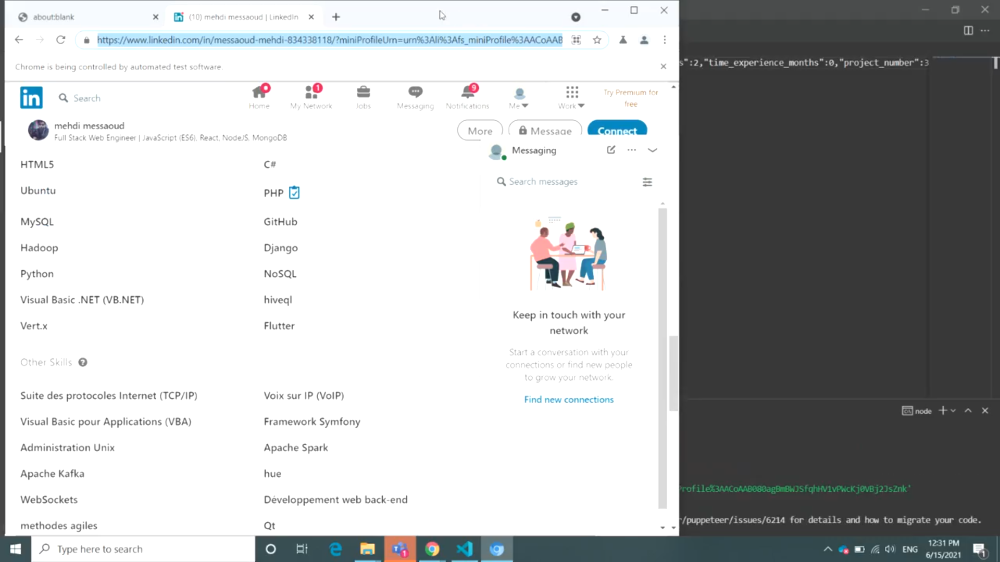 about:blank
(10) mehdi messaoud | LinkedIn
https://www.linkedin.com/in/messaoud-mehdi-834338118/?miniProfileUrn=urn%3Ali%3Afs_miniProfile%3AACoAAB
Chrome is being controlled by automated test software.
in
Search
1
9
Home
My Network
Jobs
Messaging
Notifications
Me
Work
Try Premium for
free
mehdi messaoud
Full Stack Web Engineer | JavaScript (ES6), React, NodeJS, MongoDB
More
Message
Connect
Messaging
Search messages
HTML5
C#
Ubuntu
PHP
MySQL
GitHub
Hadoop
Django
Python
NoSQL
Visual Basic .NET (VB.NET)
hiveql
Vert.x
Flutter
Keep in touch with your
network
Start a conversation with your
connections or find new people
to grow your network.
Find new connections
Other Skills
Suite des protocoles Internet (TCP/IP)
Voix sur IP (VoIP)
Visual Basic pour Applications (VBA)
Framework Symfony
Administration Unix
Apache Spark
Apache Kafka
hue
WebSockets
Développement web back-end
methodes agiles
Qt
s":2,"time_experience_months":0,"project_number":3
node
rofile%3AACoAAB080agBmBWJSfqhHV1vPWcKj0VBj2JsZnk'
r/puppeteer/issues/6214 for details and how to migrate your code.
Type here to search
1
ENG
12:31 PM
6/15/2021
1